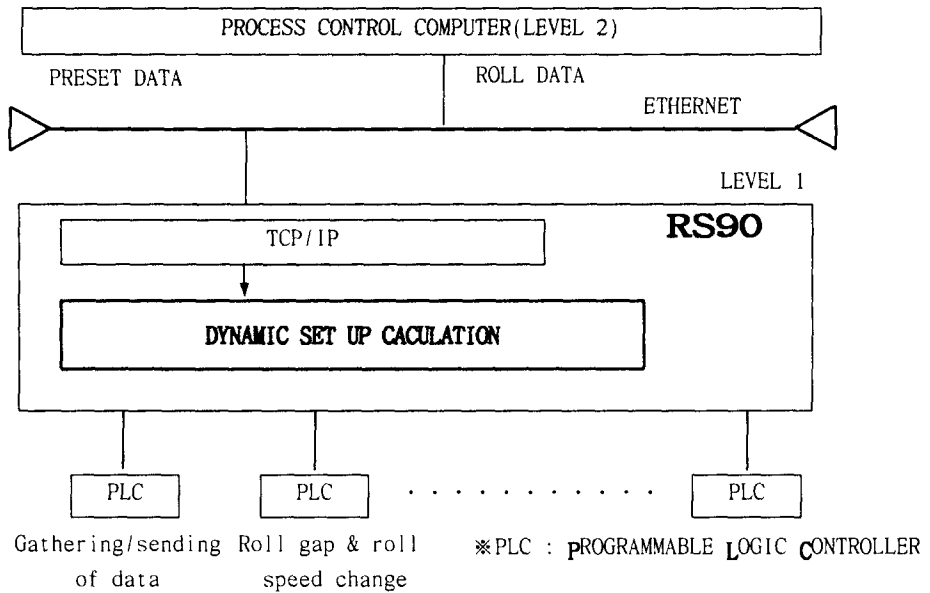 PROCESS CONTROL COMPUTER(LEVEL 2)
PRESET DATA
ROLL DATA
ETHERNET
LEVEL 1
RS90
TCP/IP
DYNAMIC SET UP CACULATION
PLC
PLC
· · · · · · · · · · ·
PLC
Gathering/sending
of data
Roll gap & roll
speed change
※PLC : PROGRAMMABLE LOGIC CONTROLLER